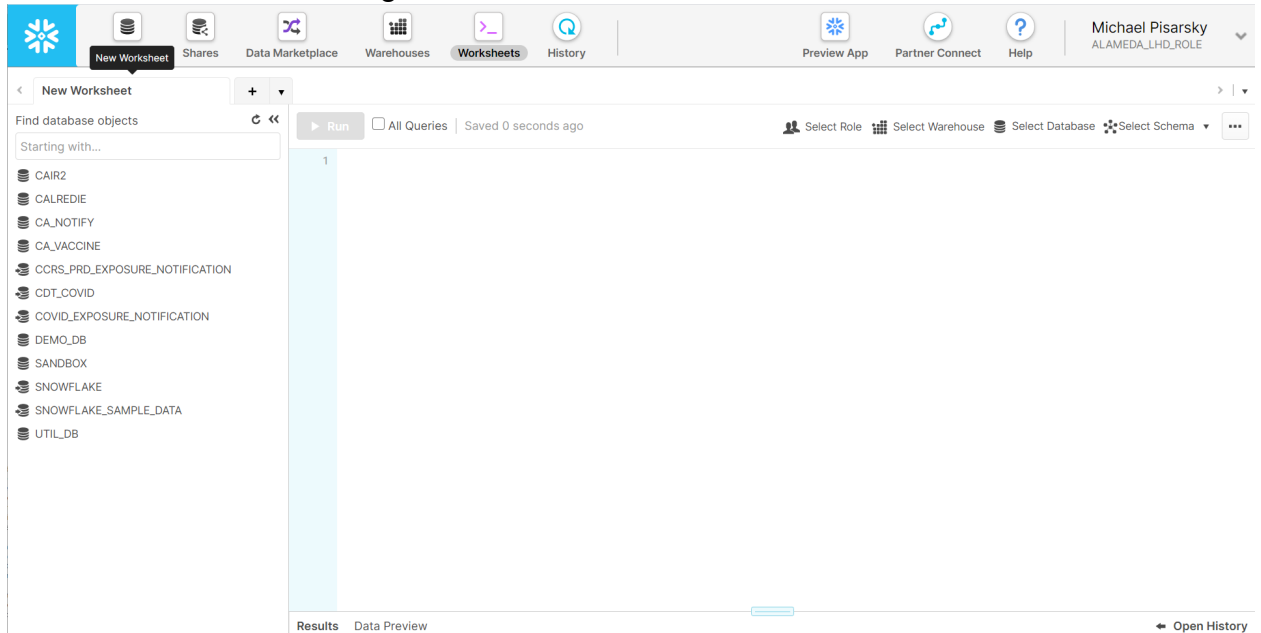 Shares
Data Marketplace
Warehouses
Worksheets
History
Preview App
Partner Connect
Help
Michael Pisarsky
ALAMEDA_LHD_ROLE
New Worksheet
New Worksheet
Find database objects
Starting with...
Run
All Queries
Saved 0 seconds ago
Select Role
Select Warehouse
Select Database
Select Schema
1
CAIR2
CALREDIE
CA_NOTIFY
CA_VACCINE
CCRS_PRD_EXPOSURE_NOTIFICATION
CDT_COVID
COVID_EXPOSURE_NOTIFICATION
DEMO_DB
SANDBOX
SNOWFLAKE
SNOWFLAKE_SAMPLE_DATA
UTIL_DB
Results
Data Preview
Open History